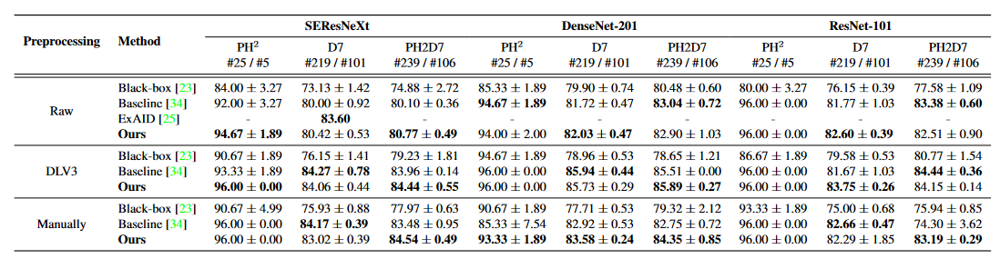 SEResNeXt DenseNet-201 ResNet-101
Preprocessing Method PH² D7 PH2D7 PH² D7 PH2D7 PH² D7 PH2D7
#25 / #5 #219 / #101 #239 / #106 #25 / #5 #219 / #101 #239 / #106 #25 / #5 #219 / #101 #239 / #106
Black-box [23] 84.00 ± 3.27 73.13 ± 1.42 74.88 ± 2.72 85.33 ± 1.89 79.90 ± 0.74 80.48 ± 0.60 80.00 ± 3.27 76.15 ± 0.39 77.58 ± 1.09
Raw Baseline [34] 92.00 ± 3.27 80.00 ± 0.92 80.10 ± 0.36 94.67 ± 1.89 81.72 ± 0.47 83.04 ± 0.72 96.00 ± 0.00 81.77 ± 1.03 83.38 ± 0.60
ExAID [25] - 83.60 - - - - - - -
Ours 94.67 ± 1.89 80.42 ± 0.53 80.77 ± 0.49 94.00 ± 2.00 82.03 ± 0.47 82.90 ± 1.03 96.00 ± 0.00 82.60 ± 0.39 82.51 ± 0.90
Black-box [23] 90.67 ± 1.89 76.15 ± 1.41 79.23 ± 1.81 94.67 ± 1.89 78.96 ± 0.53 78.65 ± 1.21 86.67 ± 1.89 79.58 ± 0.53 80.77 ± 1.54
DLV3 Baseline [34] 93.33 ± 1.89 84.27 ± 0.78 83.96 ± 0.14 96.00 ± 0.00 85.94 ± 0.44 85.51 ± 0.00 96.00 ± 0.00 81.67 ± 1.03 84.44 ± 0.36
Ours 96.00 ± 0.00 84.06 ± 0.44 84.44 ± 0.55 96.00 ± 0.00 85.73 ± 0.29 85.89 ± 0.27 96.00 ± 0.00 83.75 ± 0.26 84.15 ± 0.14
Black-box [23] 90.67 ± 4.99 75.93 ± 0.88 77.97 ± 0.63 90.67 ± 1.89 77.71 ± 0.53 79.32 ± 2.12 93.33 ± 1.89 75.00 ± 0.68 75.94 ± 0.85
Manually Baseline [34] 96.00 ± 0.00 84.17 ± 0.39 83.48 ± 0.95 85.33 ± 7.54 82.92 ± 0.53 82.75 ± 0.72 96.00 ± 0.00 82.66 ± 0.47 74.30 ± 3.62
Ours 96.00 ± 0.00 83.02 ± 0.39 84.54 ± 0.49 93.33 ± 1.89 83.58 ± 0.24 84.35 ± 0.85 96.00 ± 0.00 82.29 ± 1.85 83.19 ± 0.29